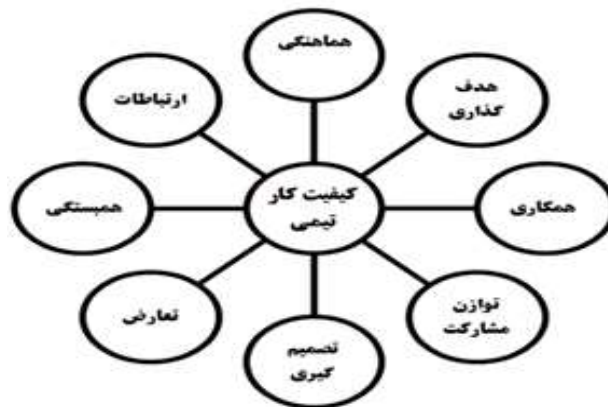 هماهنگی
هدف
گذاری
همکاری
توازن
مشارکت
تصمیم
گیری
تعارض
همبستگی
ارتباطات
کیفیت کار
تیمی